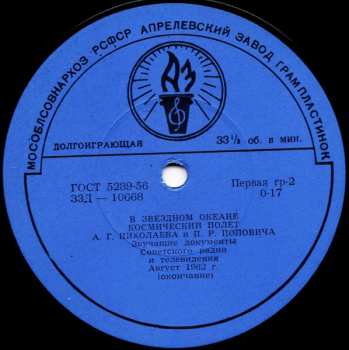 МОСОБЛСОВНАРХОЗ РСФСР АПРЕЛЕВСКИЙ ЗАВОД ГРАМПЛАСТИНОК
АЗ
ДОЛГОИГРАЮЩАЯ
33⅓ об. в мин.
ГОСТ 5289-56
Первая гр-2
33Д — 10668
0-17
В ЗВЕЗДНОМ ОКЕАНЕ
КОСМИЧЕСКИЙ ПОЛЕТ
А. Г. НИКОЛАЕВА и П. Р. ПОПОВИЧА
Звучащие документы
Советского радио
и телевидения
Август 1962 г.
(окончание)